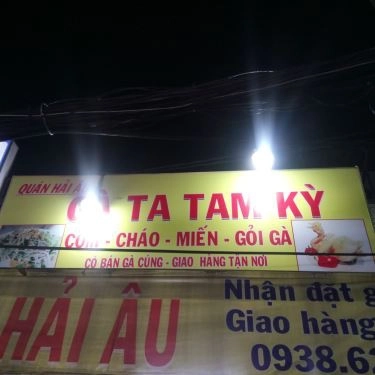 QUÁN HẢI ÂU
GÀ TA TAM KỲ
CƠM - CHÁO - MIẾN - GỎI GÀ
CÓ BÁN GÀ CÚNG - GIAO HÀNG TẬN NƠI
HẢI ÂU
Nhận đặt
Giao hàng
0938.6